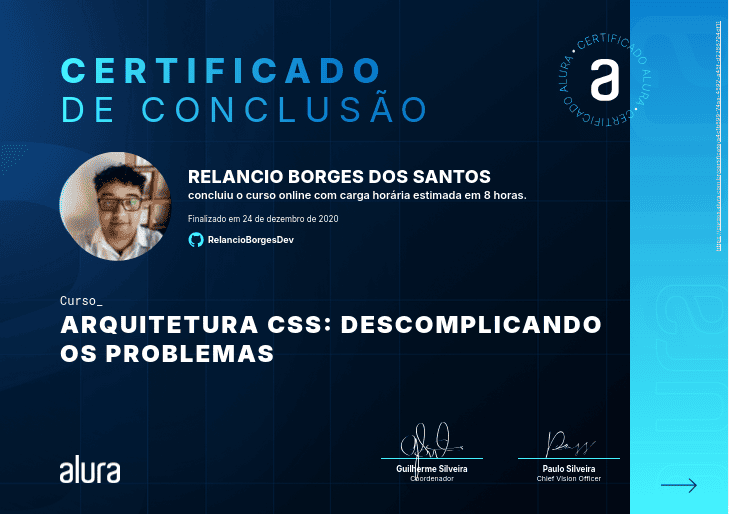 CERTIFICADO
DE CONCLUSÃO
ALURA • CERTIFICADO ALURA • CERTIFICADO
a
RELANCIO BORGES DOS SANTOS
concluiu o curso online com carga horária estimada em 8 horas.
Finalizado em 24 de dezembro de 2020
RelancioBorgesDev
Curso_
ARQUITETURA CSS: DESCOMPLICANDO
OS PROBLEMAS
Guilherme Silveira
Coordenador
Paulo Silveira
Chief Vision Officer
alura